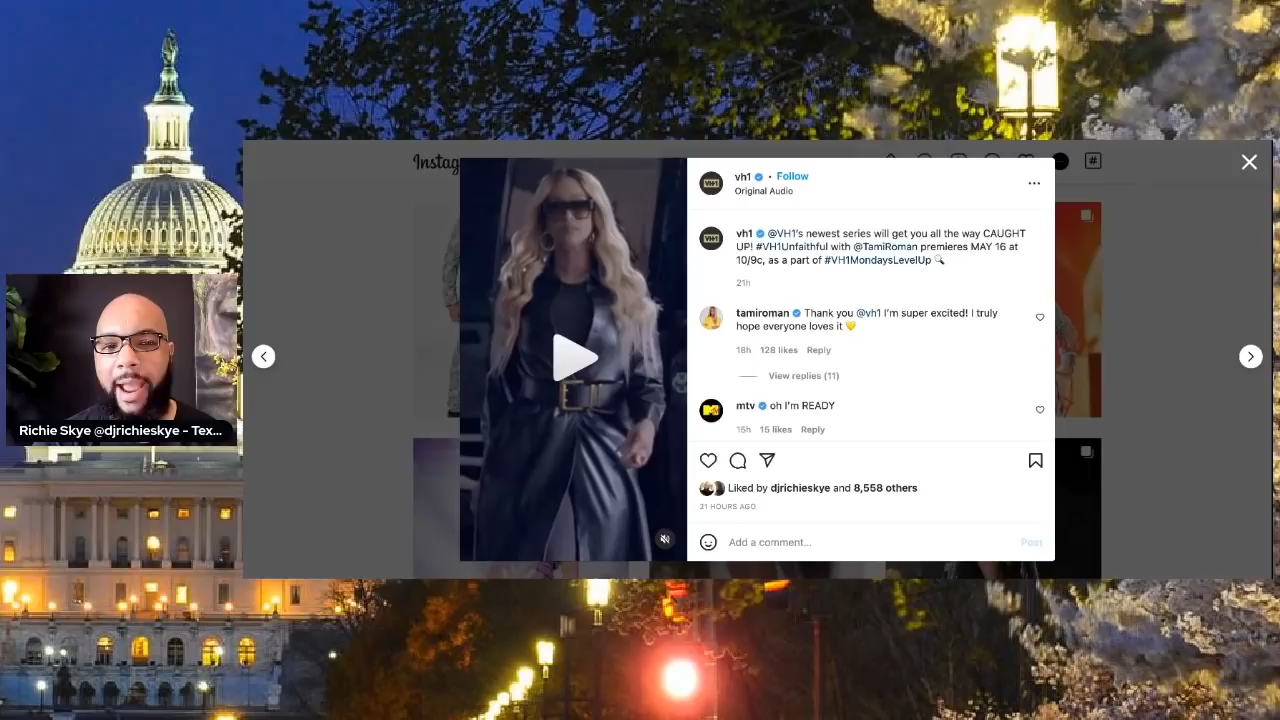 Instag
vh1 • Follow
Original Audio
vh1 @VH1's newest series will get you all the way CAUGHT
UP! #VH1Unfaithful with @TamiRoman premieres MAY 16 at
10/9c, as a part of #VH1MondaysLevelUp 🔍
21h
tamiroman Thank you @vh1 I'm super excited! I truly
hope everyone loves it 💛
16h 128 likes Reply
View replies (11)
mtv oh I'm READY
15h 15 likes Reply
Liked by djrichieskye and 8,558 others
21 HOURS AGO
Add a comment...
Post
Richie Skye @djrichieskye - Tex...
VH1
VH1
#